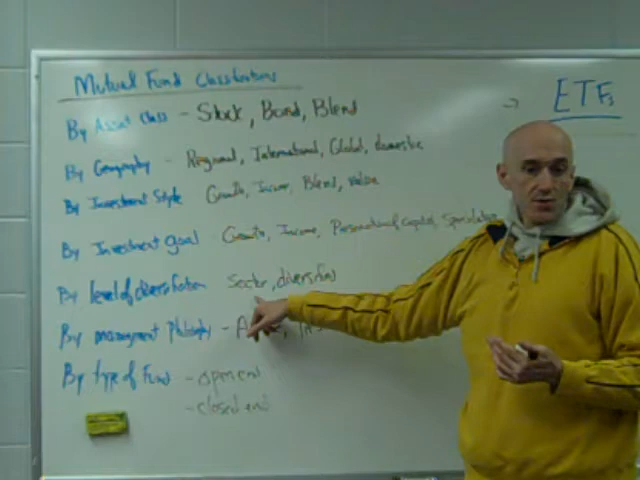 Mutual Fund Classifications
ETFs
By Asset Class - Stock, Bond, Blend
By Geography - Regional, International, Global, domestic
By Investment Style Growth, Income, Blend, value
By Investment goal Growth, Income, Preservation of Capital, Speculation
By level of diversification Sector, diversified
By management Philosophy -
By type of Fund - open end
- closed end